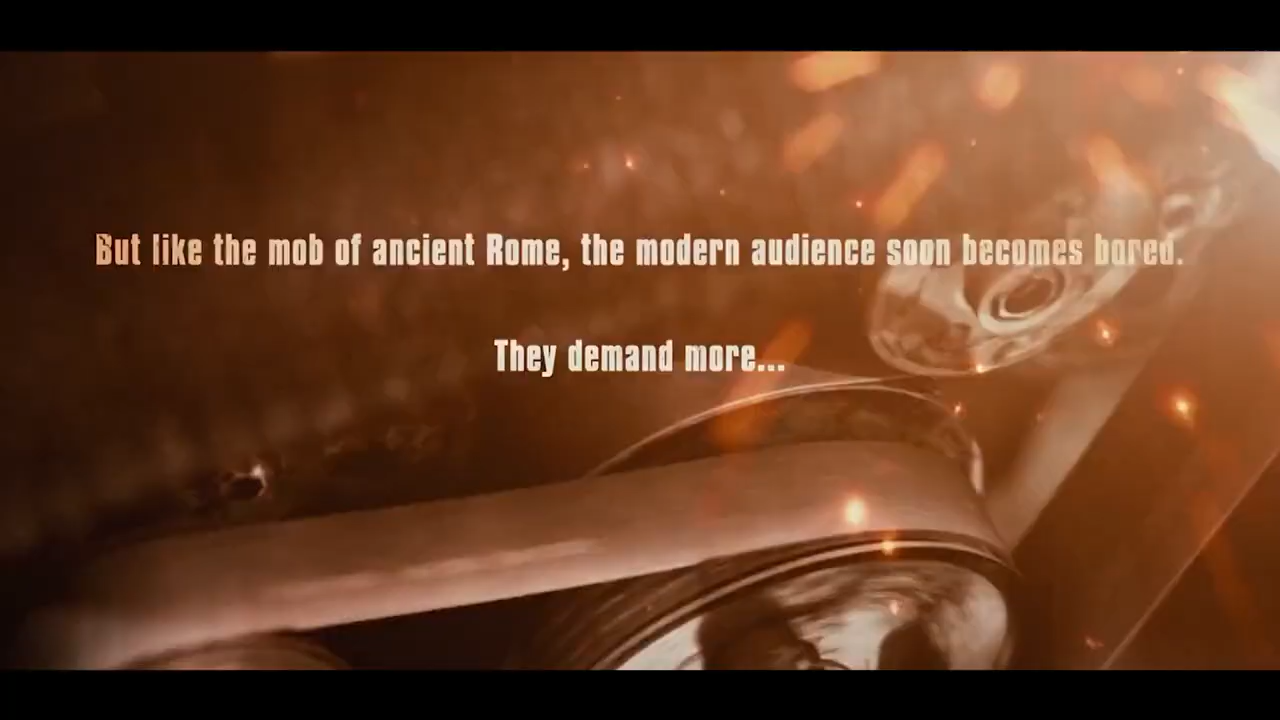 But like the mob of ancient Rome, the modern audience soon becomes bored.
They demand more...